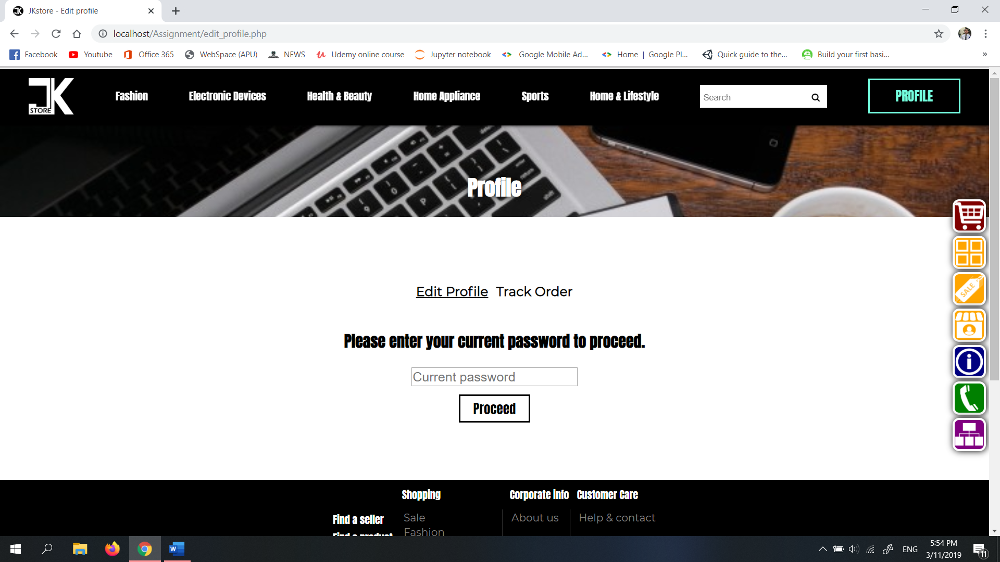 JKstore - Edit profile
localhost/Assignment/edit_profile.php
Facebook Youtube Office 365 WebSpace (APU) NEWS Udemy online course Jupyter notebook Google Mobile Ad... Home | Google Pl... Quick guide to the... Build your first basi... »
JK STORE Fashion Electronic Devices Health & Beauty Home Appliance Sports Home & Lifestyle Search PROFILE
Profile
SALE
Edit Profile Track Order
Please enter your current password to proceed.
Current password
Proceed
Shopping Corporate info Customer Care
Find a seller Sale About us Help & contact
Find a product Fashion
ENG 5:54 PM
3/11/2019 11